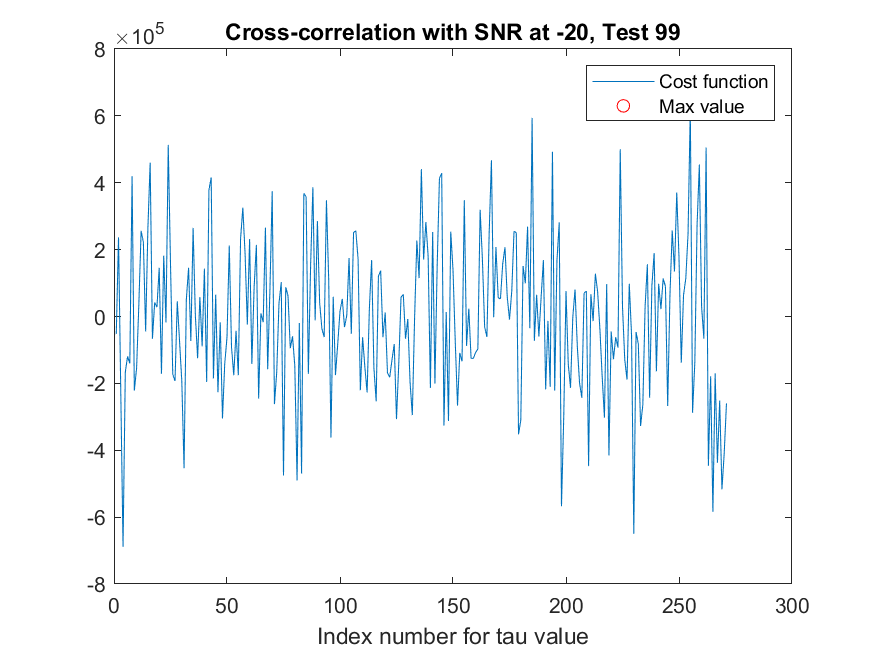 Cross-correlation with SNR at -20, Test 99
×10^5
Cost function
Max value
8
6
4
2
0
-2
-4
-6
-8
0 50 100 150 200 250 300
Index number for tau value